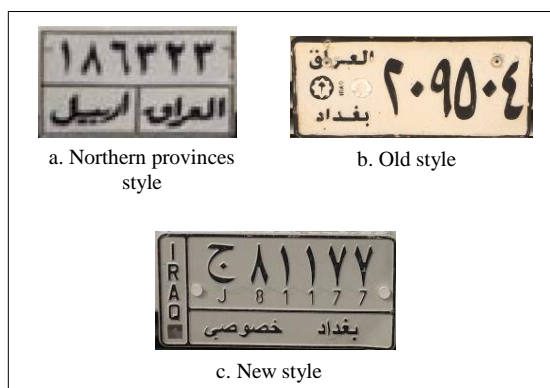 ١٨٦٣٢٣
العراق اربيل
a. Northern provinces
style
العراق
٢٠٩٥٠٤
بغداد
b. Old style
I
R
A
Q
ج ٨١١٧٧
J 8 1 1 7 7
بغداد خصوصي
c. New style